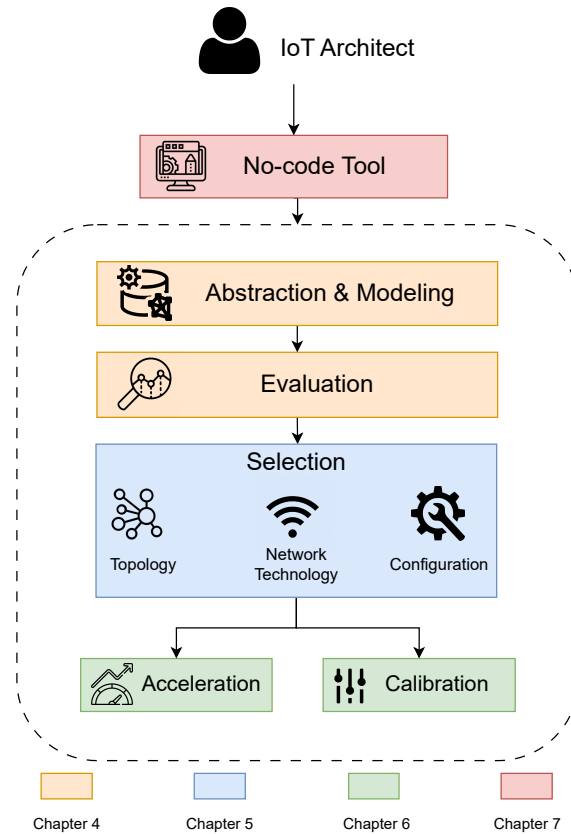 IoT Architect
No-code Tool
Abstraction & Modeling
Evaluation
Selection
Topology
Network
Technology
Configuration
Acceleration
Calibration
Chapter 4
Chapter 5
Chapter 6
Chapter 7